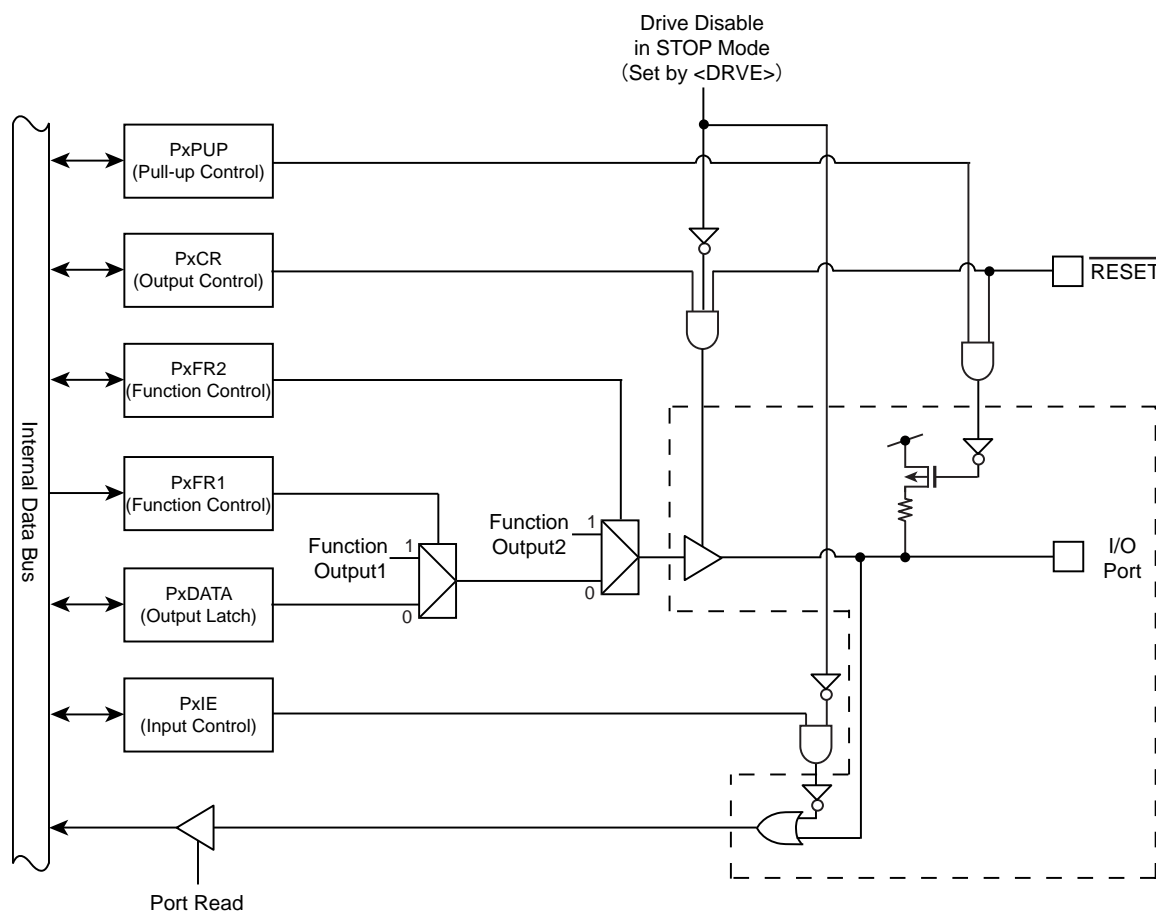 Drive Disable
in STOP Mode
(Set by <DRVE>)
PxPUP
(Pull-up Control)
PxCR
(Output Control)
RESET
PxFR2
(Function Control)
Internal Data Bus
PxFR1
(Function Control)
Function
Output1
1
0
Function
Output2
1
0
I/O
Port
PxDATA
(Output Latch)
PxIE
(Input Control)
Port Read